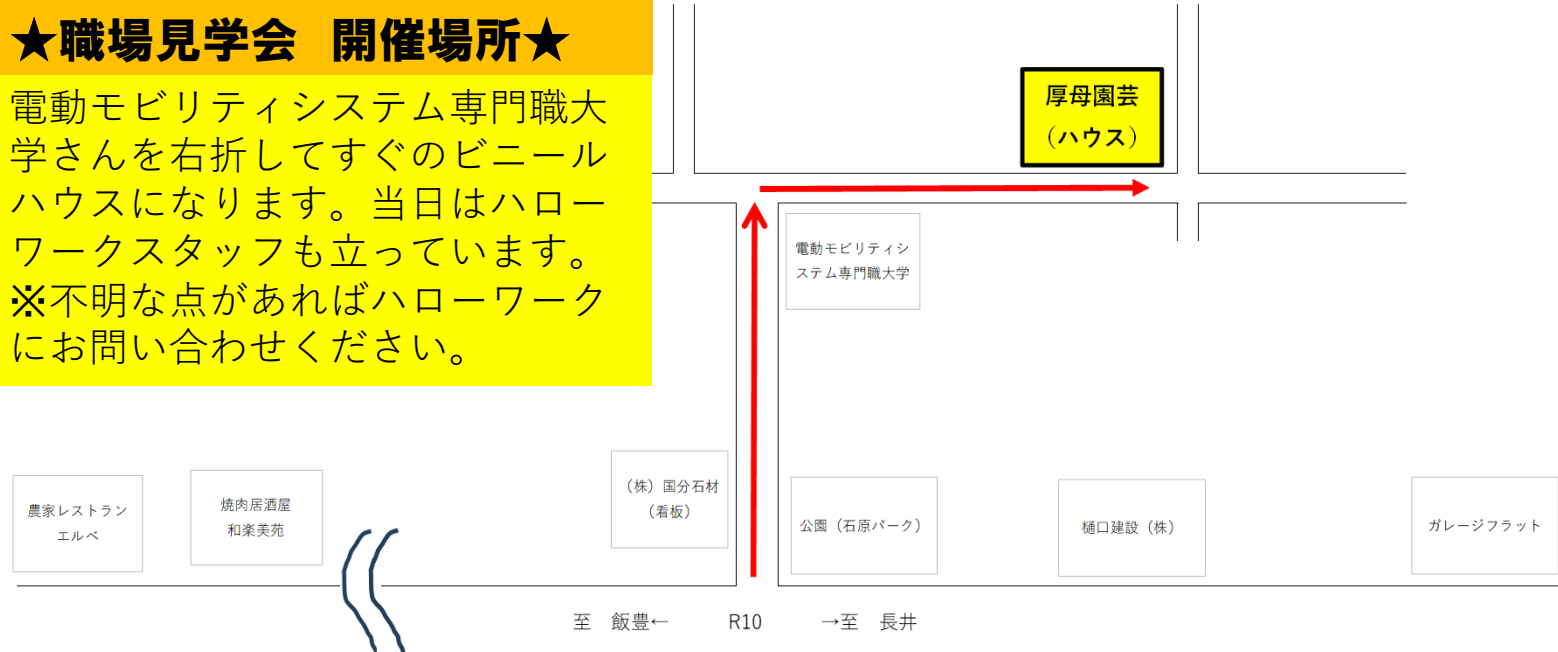 ★職場見学会　開催場所★
電動モビリティシステム専門職大
学さんを右折してすぐのビニール
ハウスになります。当日はハロー
ワークスタッフも立っています。
※不明な点があればハローワーク
にお問い合わせください。
厚母園芸
（ハウス）
電動モビリティシ
ステム専門職大学
農家レストラン
エルベ
焼肉居酒屋
和楽美苑
（株）国分石材
（看板）
公園（石原パーク）
樋口建設（株）
ガレージフラット
至　飯豊←　R10　→至　長井